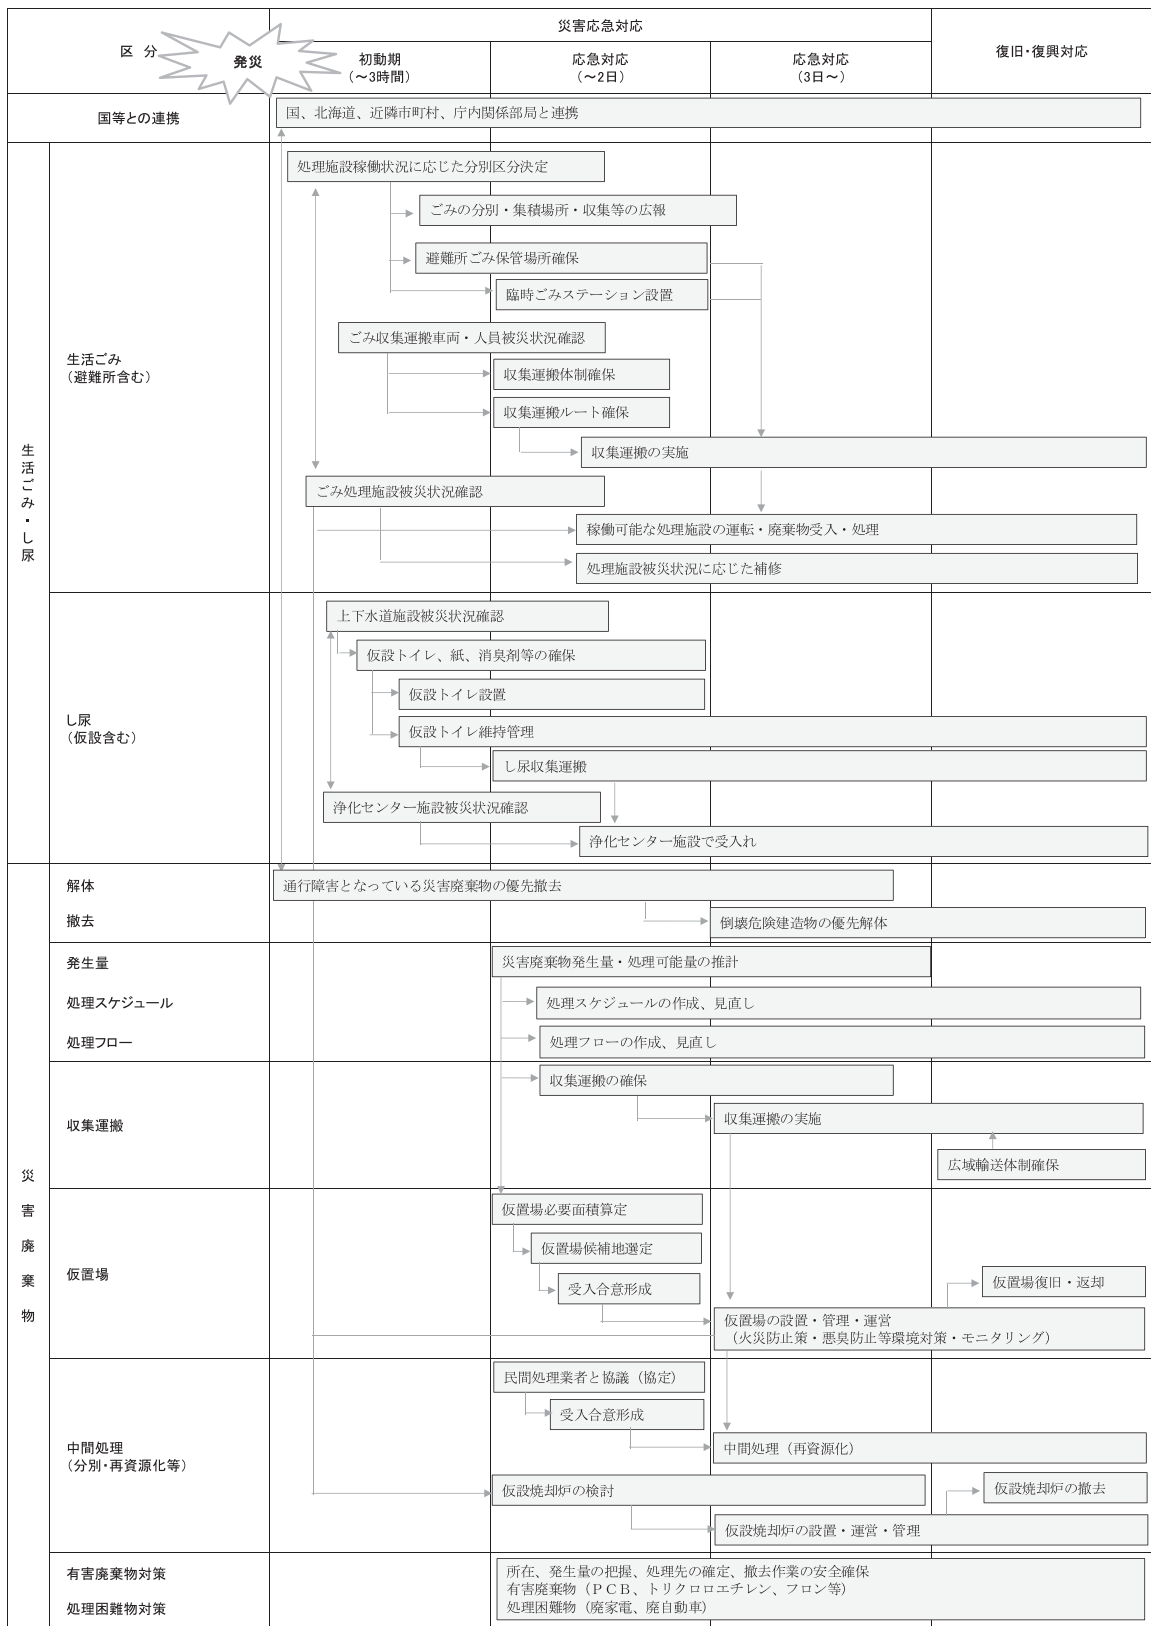 区　分
発災
災害応急対応
初動期
（～3時間）
応急対応
（～2日）
応急対応
（3日～）
復旧・復興対応
国等との連携
国、北海道、近隣市町村、庁内関係部局と連携
生活ごみ・し尿
生活ごみ
（避難所含む）
処理施設稼働状況に応じた分別区分決定
ごみの分別・集積場所・収集等の広報
避難所ごみ保管場所確保
臨時ごみステーション設置
ごみ収集運搬車両・人員被災状況確認
収集運搬体制確保
収集運搬ルート確保
収集運搬の実施
ごみ処理施設被災状況確認
稼働可能な処理施設の運転・廃棄物受入・処理
処理施設被災状況に応じた補修
し尿
（仮設含む）
上下水道施設被災状況確認
仮設トイレ、紙、消臭剤等の確保
仮設トイレ設置
仮設トイレ維持管理
し尿収集運搬
浄化センター施設被災状況確認
浄化センター施設で受入れ
災害廃棄物
解体
撤去
通行障害となっている災害廃棄物の優先撤去
倒壊危険建造物の優先解体
発生量
処理スケジュール
処理フロー
災害廃棄物発生量・処理可能量の推計
処理スケジュールの作成、見直し
処理フローの作成、見直し
収集運搬
収集運搬の確保
収集運搬の実施
広域輸送体制確保
仮置場
仮置場必要面積算定
仮置場候補地選定
受入合意形成
仮置場復旧・返却
仮置場の設置・管理・運営
（火災防止策・悪臭防止等環境対策・モニタリング）
中間処理
（分別・再資源化等）
民間処理業者と協議（協定）
受入合意形成
中間処理（再資源化）
仮設焼却炉の検討
仮設焼却炉の撤去
仮設焼却炉の設置・運営・管理
有害廃棄物対策
処理困難物対策
所在、発生量の把握、処理先の確定、撤去作業の安全確保
有害廃棄物（ＰＣＢ、トリクロロエチレン、フロン等）
処理困難物（廃家電、廃自動車）